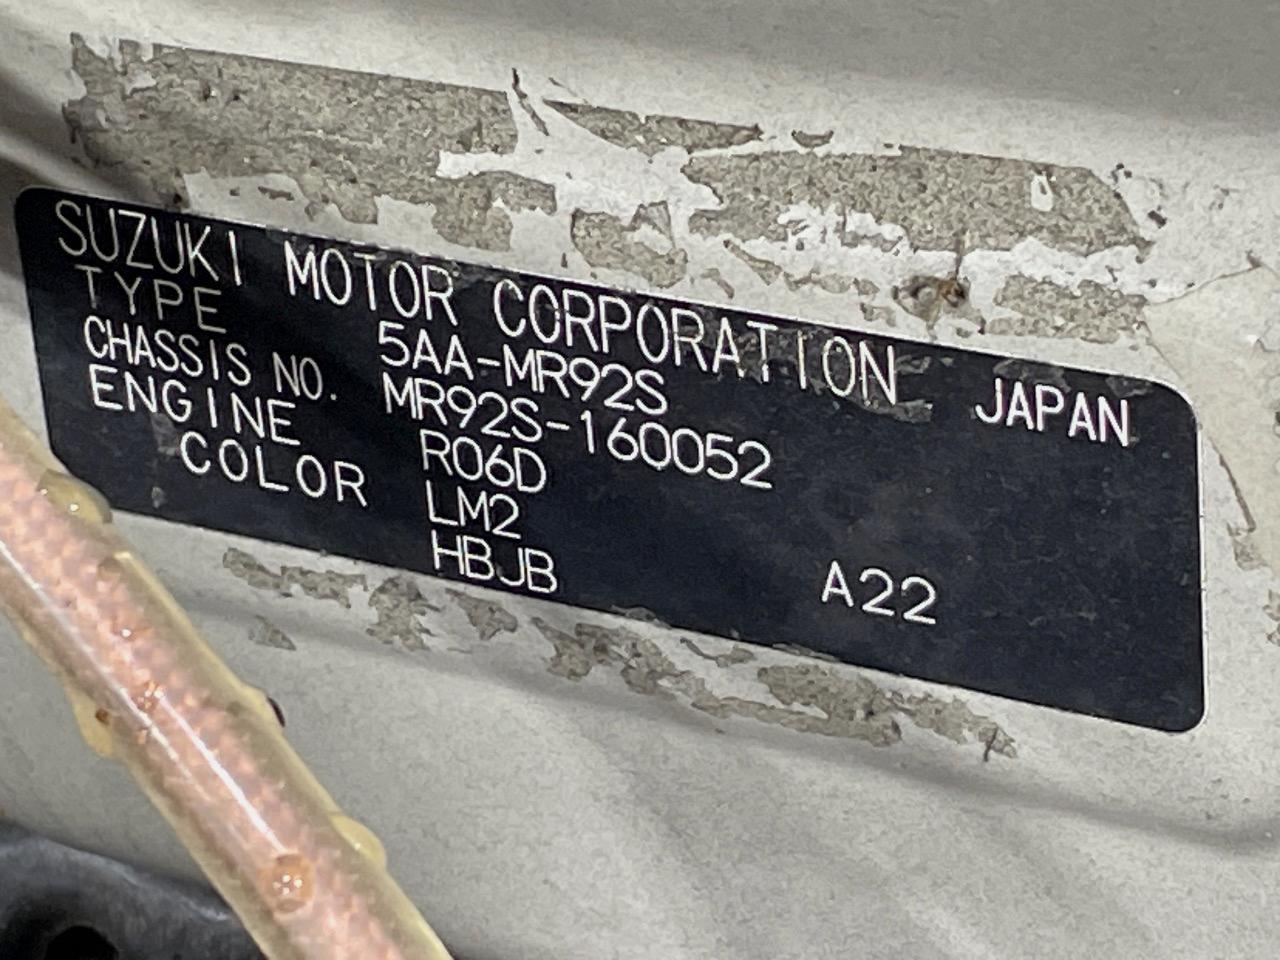 SUZUKI MOTOR CORPORATION JAPAN
TYPE 5AA-MR92S
CHASSIS NO. MR92S-160052
ENGINE R06D
COLOR LM2
HBJB A22